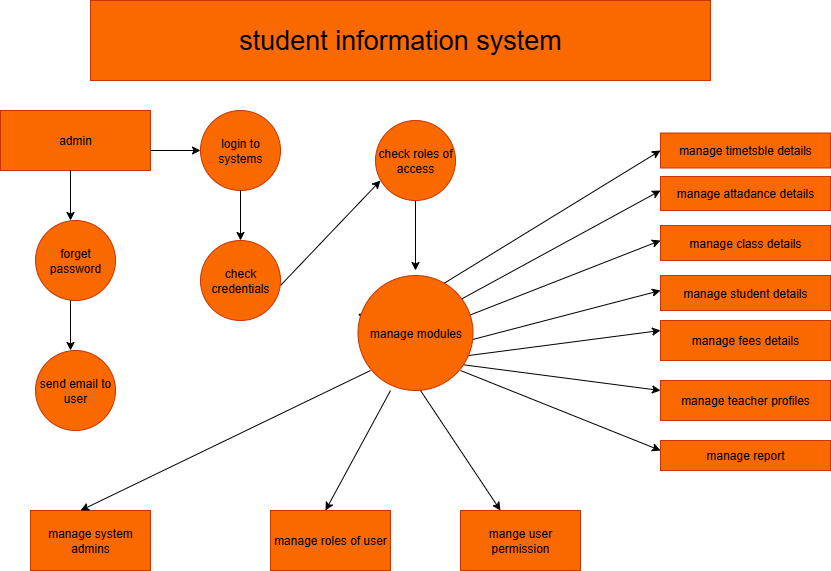 student information system
admin
login to
systems
check roles of
access
manage timetsble details
manage attadance details
manage class details
forget
password
check
credentials
manage student details
manage modules
manage fees details
send email to
user
manage teacher profiles
manage report
manage system
admins
manage roles of user
mange user
permission